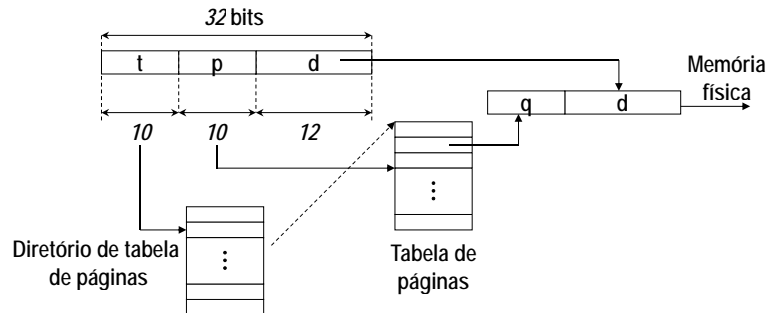 32 bits
t p d
Memória
física
q d
10 10 12
Diretório de tabela
de páginas
Tabela de
páginas